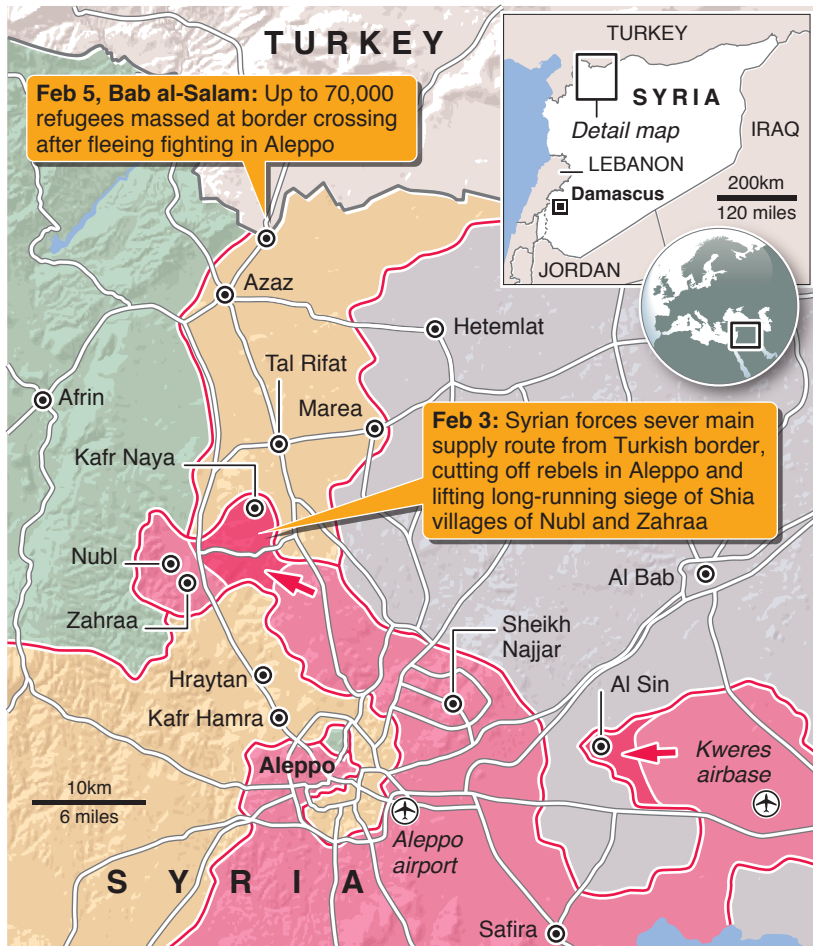 TURKEY
Feb 5, Bab al-Salam: Up to 70,000
refugees massed at border crossing
after fleeing fighting in Aleppo
TURKEY
SYRIA
Detail map
IRAQ
LEBANON
Damascus
200km
120 miles
JORDAN
Azaz
Hetemlat
Tal Rifat
Afrin
Marea
Feb 3: Syrian forces sever main
supply route from Turkish border,
cutting off rebels in Aleppo and
lifting long-running siege of Shia
villages of Nubl and Zahraa
Kafr Naya
Nubl
Al Bab
Zahraa
Sheikh
Najjar
Hraytan
Al Sin
Kafr Hamra
Aleppo
Kweres
airbase
10km
6 miles
Aleppo
airport
SYRIA
Safira